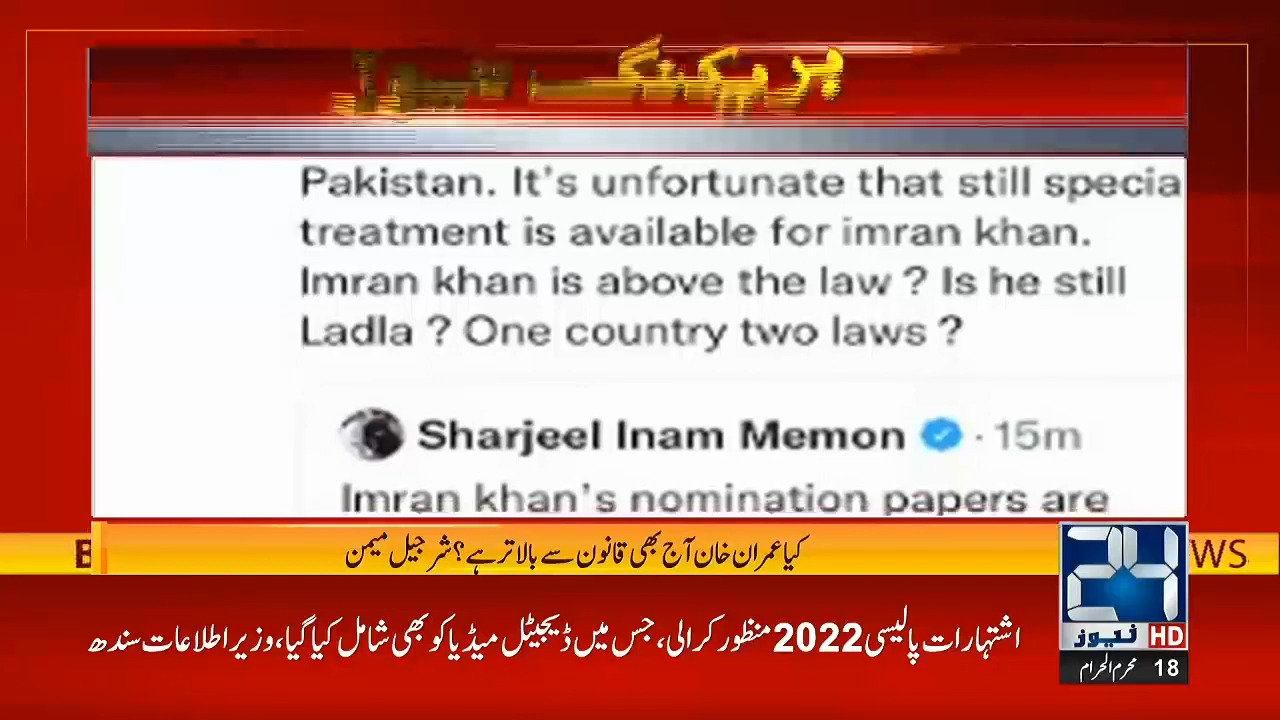 بریکنگ نیوز
Pakistan. It's unfortunate that still specia
treatment is available for imran khan.
Imran khan is above the law ? Is he still
Ladla ? One country two laws ?
Sharjeel Inam Memon · 15m
Imran khan's nomination papers are
کیا عمران خان آج بھی قانون سے بالاتر ہے؟ شرجیل میمن
B
WS
24
نیوز HD
اشتہارات پالیسی 2022 منظور کرالی، جس میں ڈیجیٹل میڈیا کو بھی شامل کیا گیا، وزیر اطلاعات سندھ
18 محرم الحرام